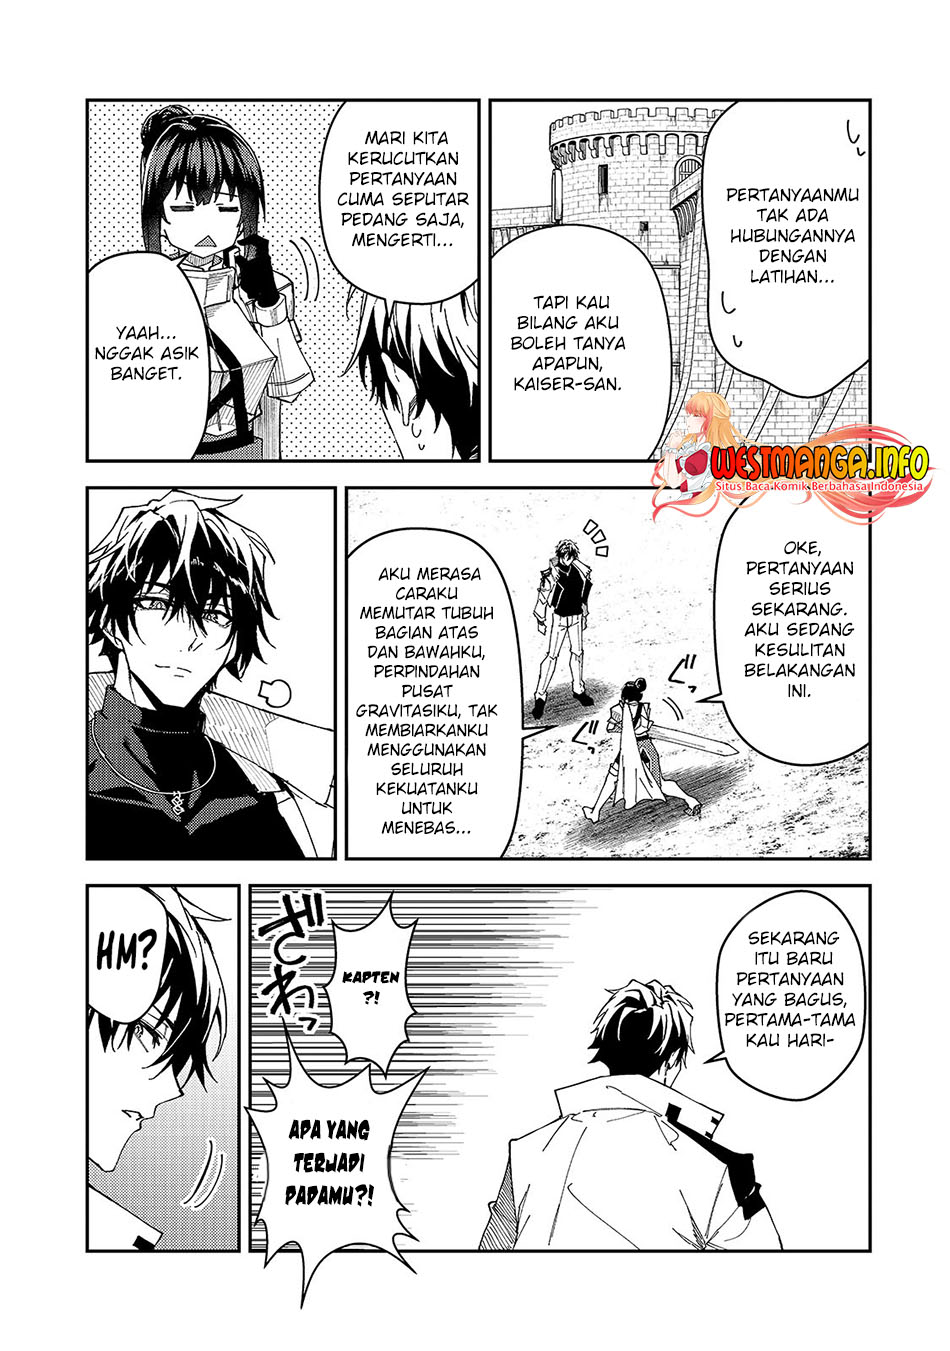 PERTANYAANMU
TAK ADA
HUBUNGANNYA
DENGAN
LATIHAN...
TAPI KAU
BILANG AKU
BOLEH TANYA
APAPUN,
KAISER-SAN.
MARI KITA
KERUCUTKAN
PERTANYAAN
CUMA SEPUTAR
PEDANG SAJA,
MENGERTI...
YAAH...
NGGAK ASIK
BANGET.
WESTMANGA.INFO
Situs Baca Komik Berbahasa Indonesia
OKE,
PERTANYAAN
SERIUS
SEKARANG.
AKU SEDANG
KESULITAN
BELAKANGAN
INI.
AKU MERASA
CARAKU
MEMUTAR TUBUH
BAGIAN ATAS
DAN BAWAHKU,
PERPINDAHAN
PUSAT
GRAVITASIKU, TAK
MEMBIARKANKU
MENGGUNAKAN
SELURUH
KEKUATANKU
UNTUK
MENEBAS...
SEKARANG
ITU BARU
PERTANYAAN
YANG BAGUS,
PERTAMA-TAMA
KAU HARI-
KAPTEN
?!
ざわっ
APA YANG
TERJADI
PADAMU?!
HM?